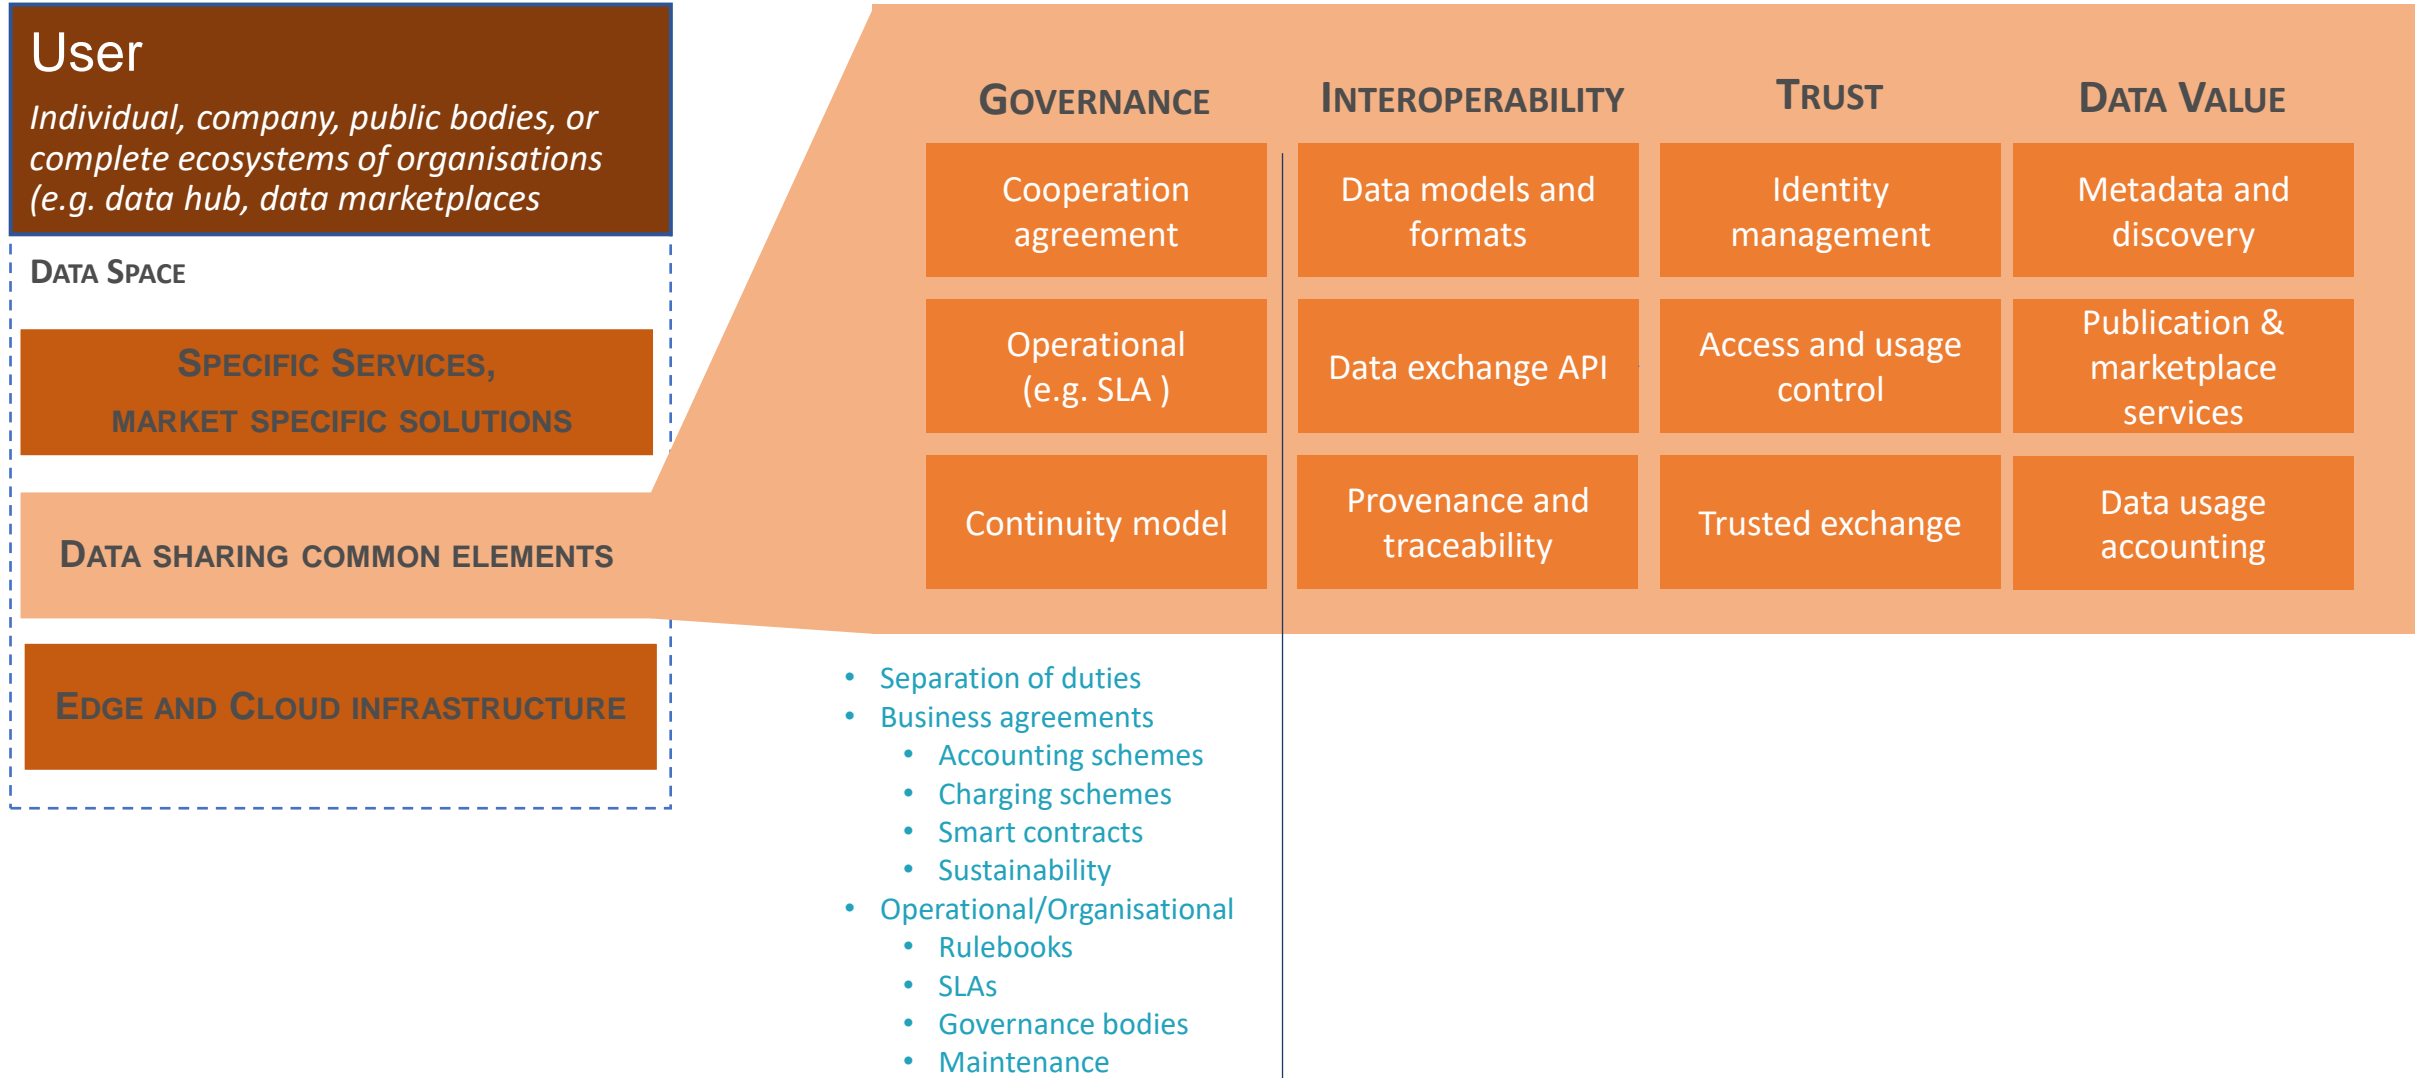 User
Individual, company, public bodies, or
complete ecosystems of organisations
(e.g. data hub, data marketplaces
DATA SPACE
SPECIFIC SERVICES,
MARKET SPECIFIC SOLUTIONS
DATA SHARING COMMON ELEMENTS
EDGE AND CLOUD INFRASTRUCTURE
GOVERNANCE
Cooperation
agreement
Operational
(e.g. SLA )
Continuity model
INTEROPERABILITY
Data models and
formats
Data exchange API
Provenance and
traceability
TRUST
Identity
management
Access and usage
control
Trusted exchange
DATA VALUE
Metadata and
discovery
Publication &
marketplace
services
Data usage
accounting
• Separation of duties
• Business agreements
• Accounting schemes
• Charging schemes
• Smart contracts
• Sustainability
• Operational/Organisational
• Rulebooks
• SLAs
• Governance bodies
• Maintenance